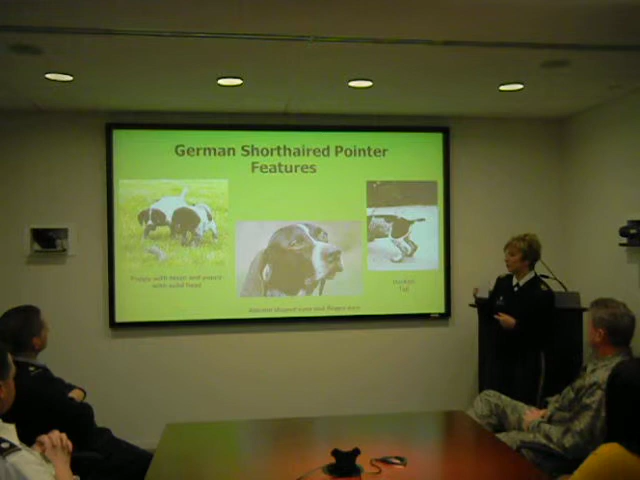 German Shorthaired Pointer
Features
Puppy with ticked and puppy
with solid head
Docked
Tail
Almond shaped eyes and floppy ears